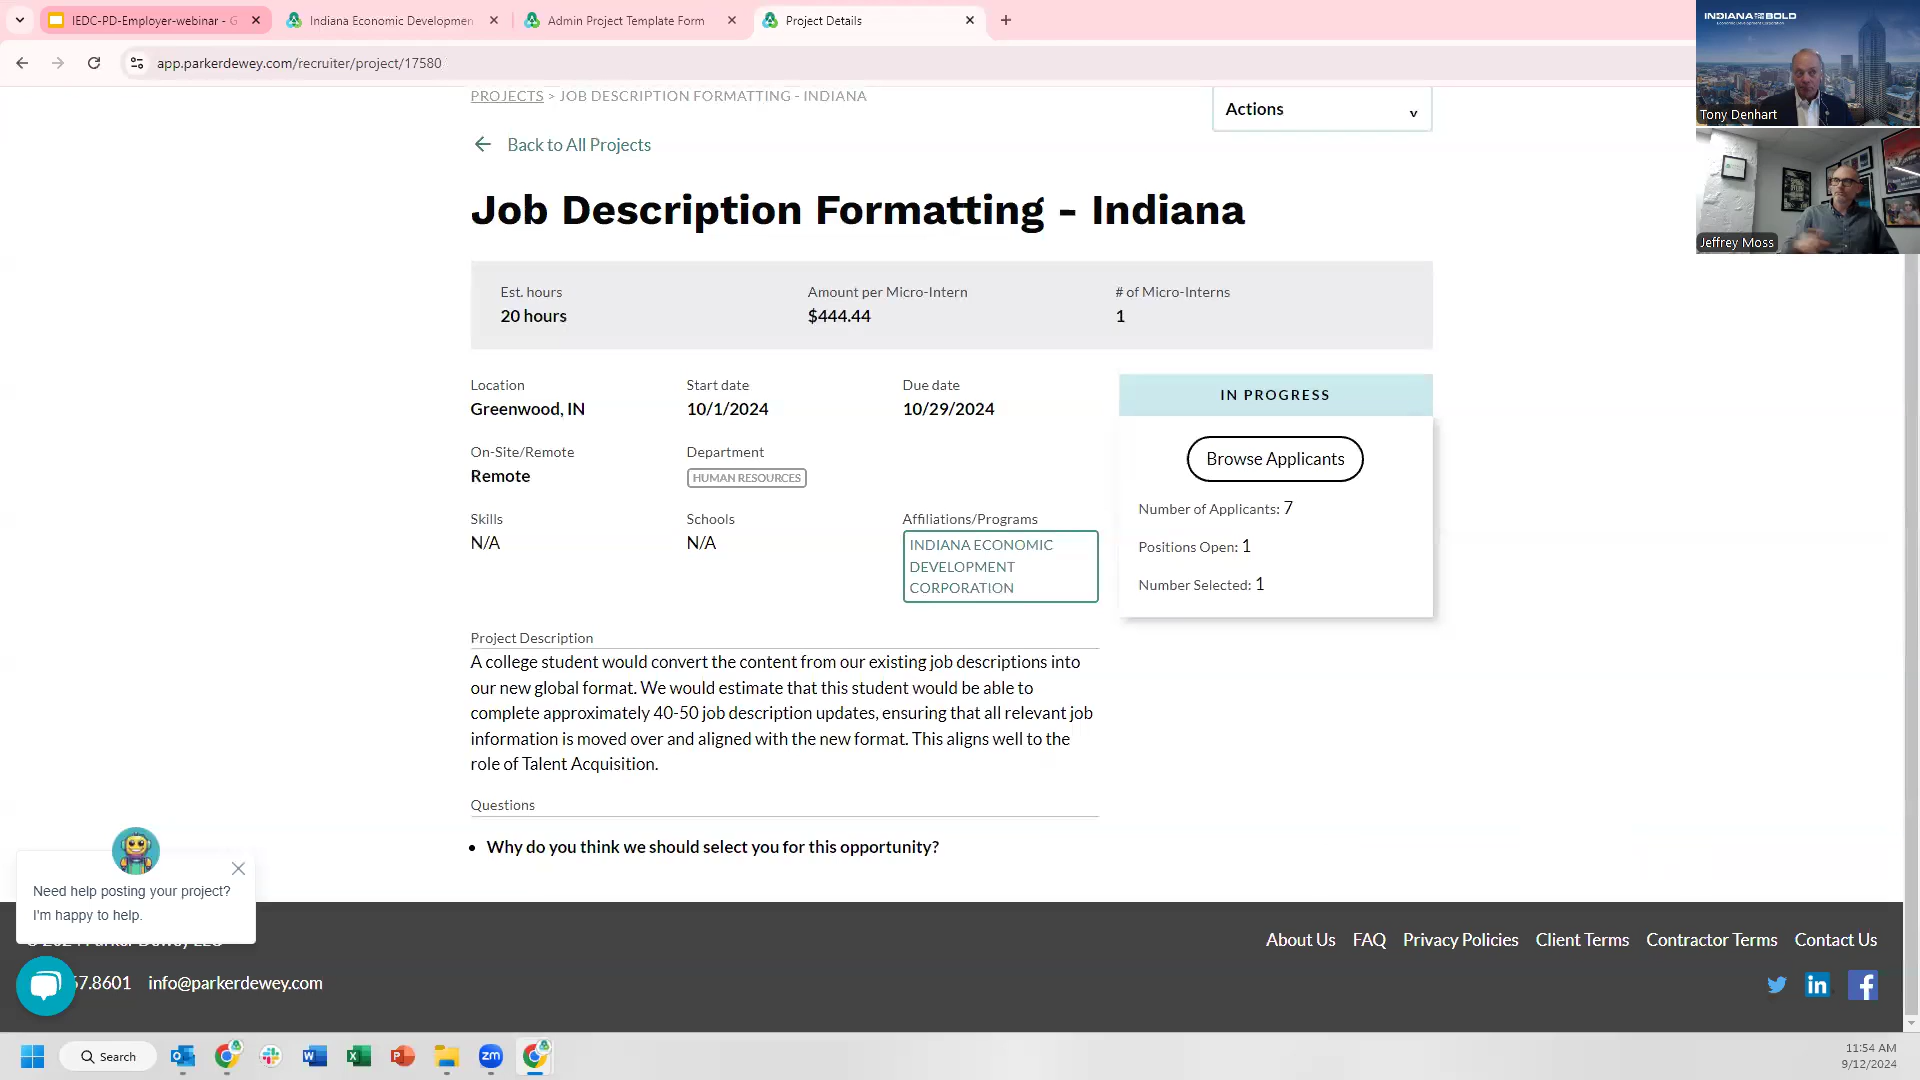 IEDC-PD-Employer-webinar - G
Indiana Economic Developmen
Admin Project Template Form
Project Details
app.parkerdewey.com/recruiter/project/17580
INDIANA BOLD
Economic Development Corporation
Tony Denhart
Jeffrey Moss
PROJECTS > JOB DESCRIPTION FORMATTING - INDIANA
Actions
Back to All Projects
Job Description Formatting - Indiana
Est. hours
20 hours
Amount per Micro-Intern
$444.44
# of Micro-Interns
1
Location
Greenwood, IN
Start date
10/1/2024
Due date
10/29/2024
On-Site/Remote
Remote
Department
HUMAN RESOURCES
Skills
N/A
Schools
N/A
Affiliations/Programs
INDIANA ECONOMIC
DEVELOPMENT
CORPORATION
IN PROGRESS
Browse Applicants
Number of Applicants: 7
Positions Open: 1
Number Selected: 1
Project Description
A college student would convert the content from our existing job descriptions into
our new global format. We would estimate that this student would be able to
complete approximately 40-50 job description updates, ensuring that all relevant job
information is moved over and aligned with the new format. This aligns well to the
role of Talent Acquisition.
Questions
• Why do you think we should select you for this opportunity?
Need help posting your project?
I'm happy to help.
About Us
FAQ
Privacy Policies
Client Terms
Contractor Terms
Contact Us
67.8601
info@parkerdewey.com
Search
zm
11:54 AM
9/12/2024